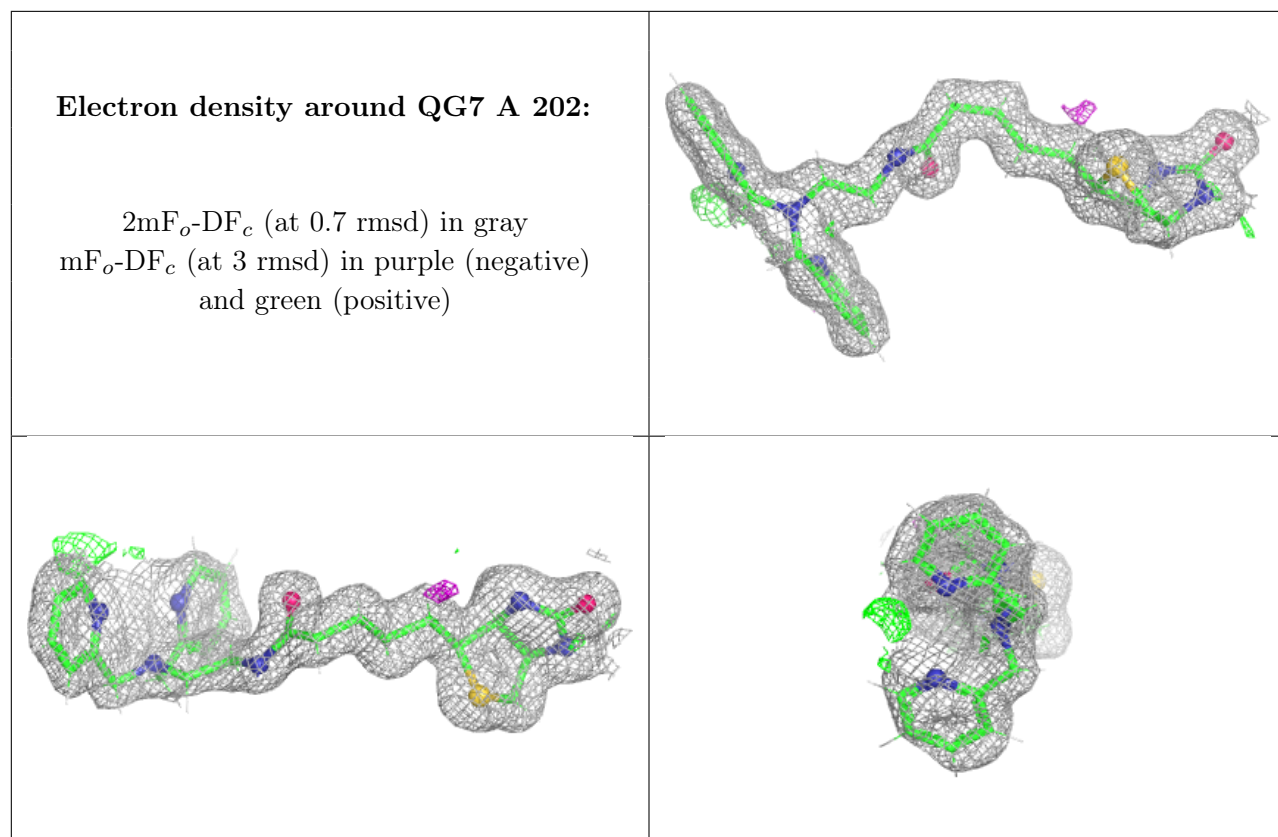 Electron density around QG7 A 202:
2mFo-DFc (at 0.7 rmsd) in gray
mFo-DFc (at 3 rmsd) in purple (negative)
and green (positive)